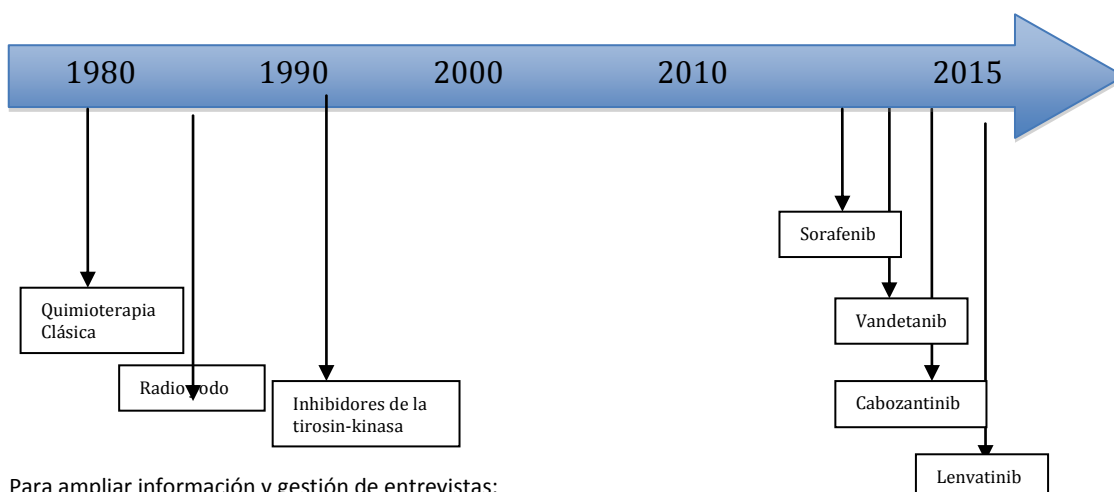 1980 1990 2000 2010 2015
Sorafenib
Quimioterapia
Clásica
Vandetanib
Radioyodo
Inhibidores de la
tirosin-kinasa
Cabozantinib
Lenvatinib
Para ampliar información y gestión de entrevistas: